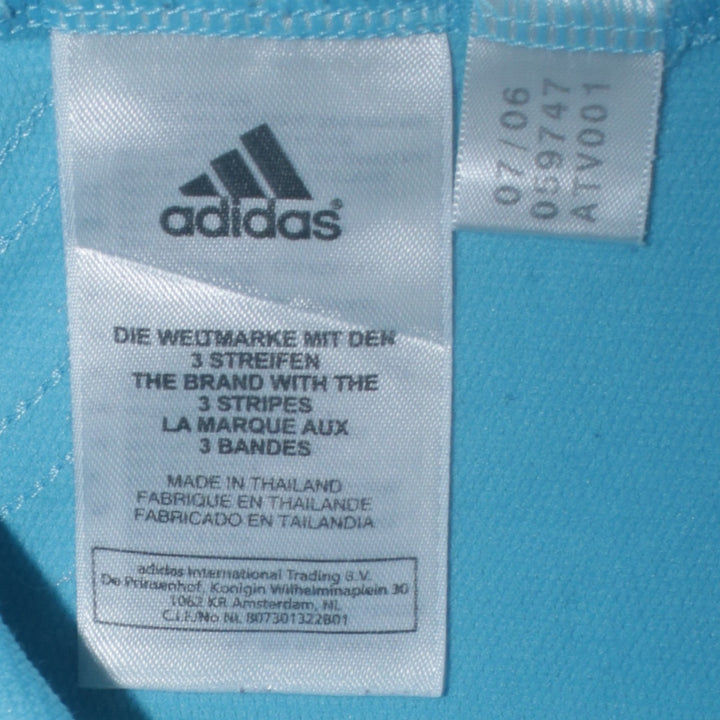 adidas®
DIE WELTMARKE MIT DEN
3 STREIFEN
THE BRAND WITH THE
3 STRIPES
LA MARQUE AUX
3 BANDES
MADE IN THAILAND
FABRIQUE EN THAILANDE
FABRICADO EN TAILANDIA
adidas International Trading B.V.
De Prinsenhof, Konigin Wilhelminaplein 30
1062 KR Amsterdam, NL
C.I.F./No NL 807301322B01
07/06
059747
ATV001